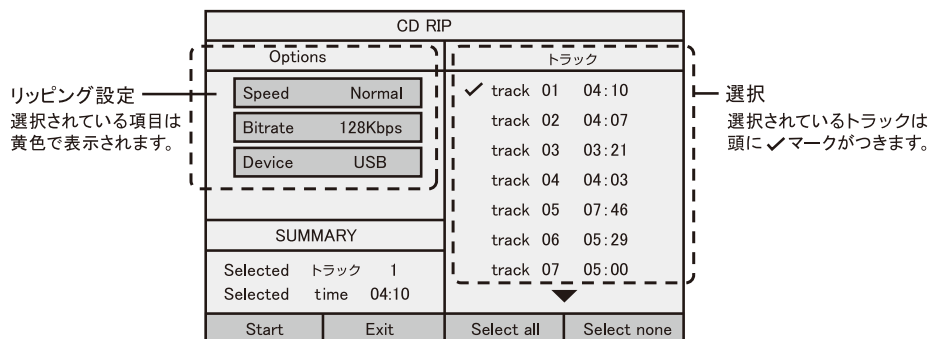 CD RIP
Options
Speed Normal
Bitrate 128Kbps
Device USB
SUMMARY
Selected トラック 1
Selected time 04:10
トラック
✓ track 01 04:10
track 02 04:07
track 03 03:21
track 04 04:03
track 05 07:46
track 06 05:29
track 07 05:00
Start Exit Select all Select none
リッピング設定
選択されている項目は
黄色で表示されます。
選択
選択されているトラックは
頭に✓マークがつきます。